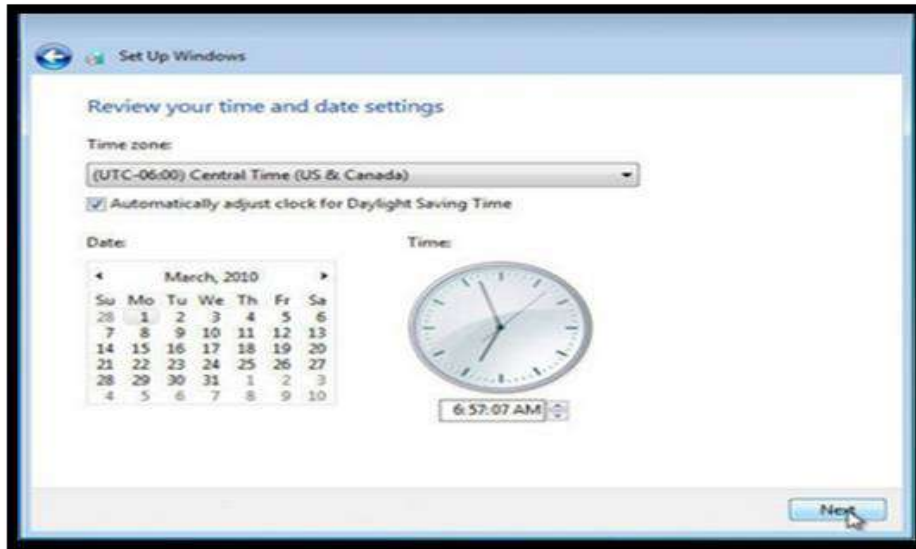 Set Up Windows
Review your time and date settings
Time zone:
(UTC-06:00) Central Time (US & Canada)
Automatically adjust clock for Daylight Saving Time
Date:
Time:
March, 2010
Su Mo Tu We Th Fr Sa
28 1 2 3 4 5 6
7 8 9 10 11 12 13
14 15 16 17 18 19 20
21 22 23 24 25 26 27
28 29 30 31 1 2 3
4 5 6 7 8 9 10
6:57:07 AM
Next